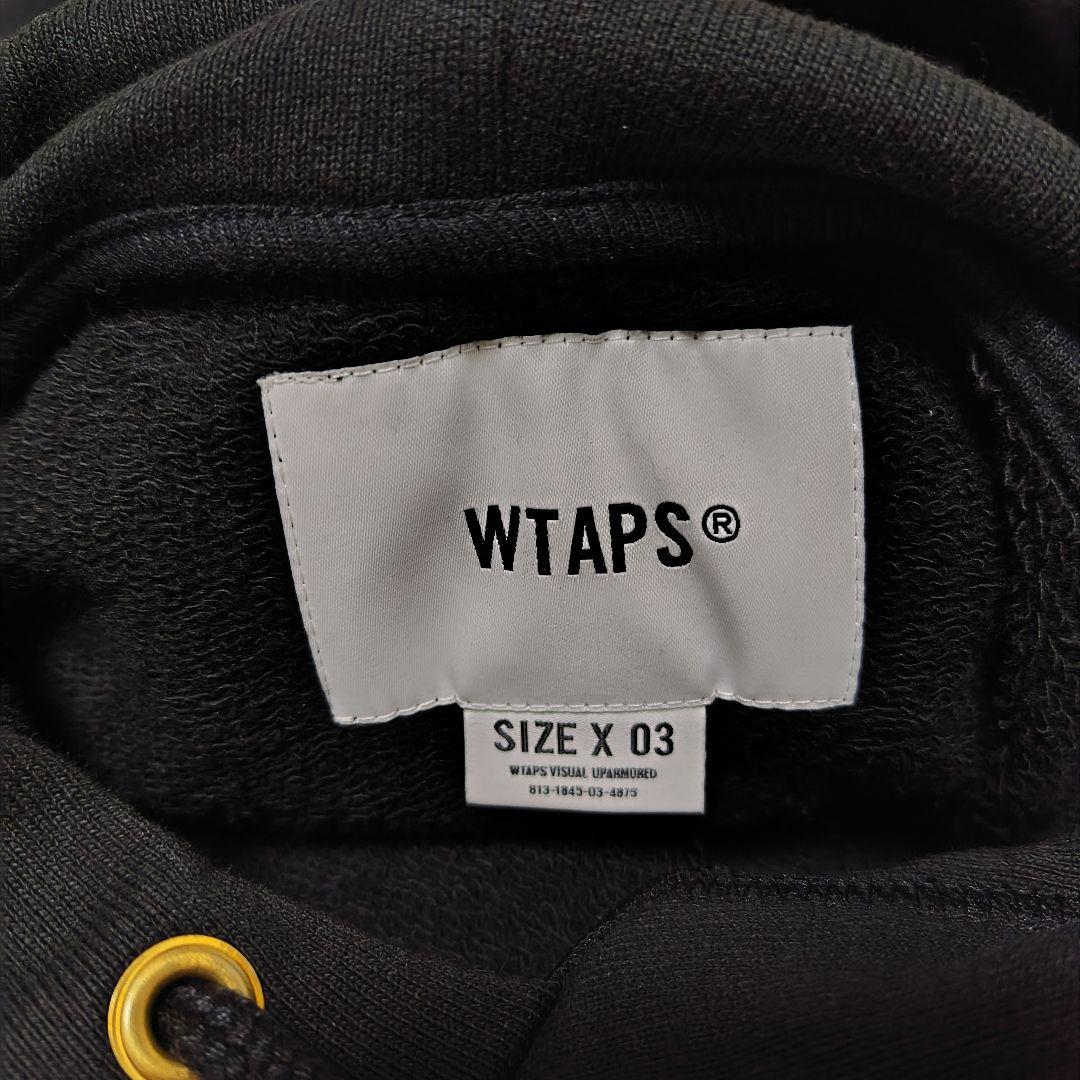 WTAPS®
SIZE X 03
WTAPS VISUAL UPARMORED
813-1845-03-4875